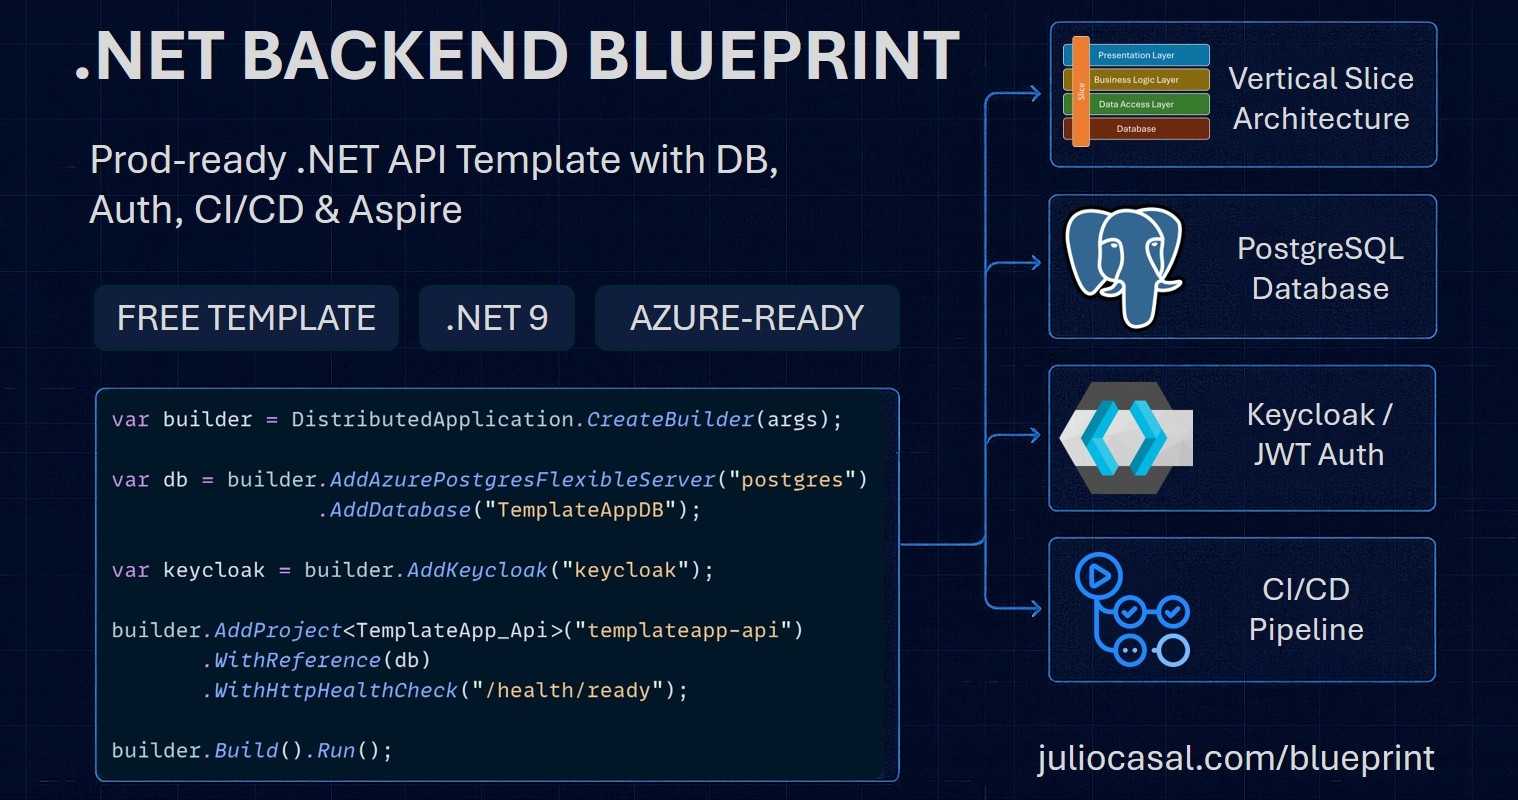 .NET BACKEND BLUEPRINT
Prod-ready .NET API Template with DB,
Auth, CI/CD & Aspire
FREE TEMPLATE
.NET 9
AZURE-READY
var builder = DistributedApplication.CreateBuilder(args);
var db = builder.AddAzurePostgresFlexibleServer("postgres")
.AddDatabase("TemplateAppDB");
var keycloak = builder.AddKeycloak("keycloak");
builder.AddProject<TemplateApp_Api>("templateapp-api")
.WithReference(db)
.WithHttpHealthCheck("/health/ready");
builder.Build().Run();
Slice
Presentation Layer
Business Logic Layer
Data Access Layer
Database
Vertical Slice
Architecture
PostgreSQL
Database
Keycloak /
JWT Auth
CI/CD
Pipeline
juliocasal.com/blueprint